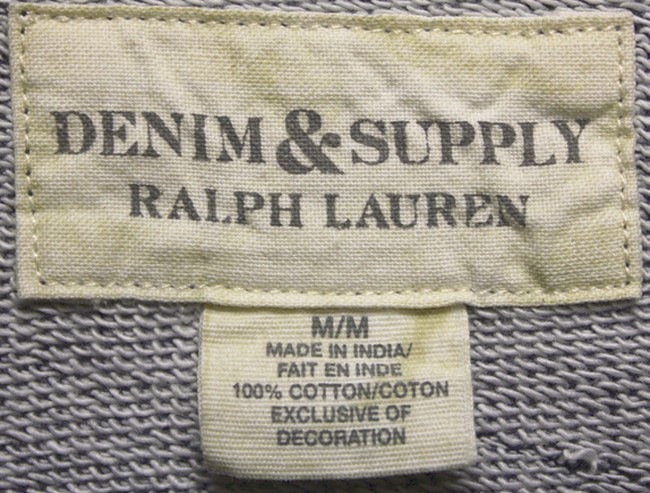 DENIM & SUPPLY
RALPH LAUREN
M/M
MADE IN INDIA/
FAIT EN INDE
100% COTTON/COTON
EXCLUSIVE OF
DECORATION